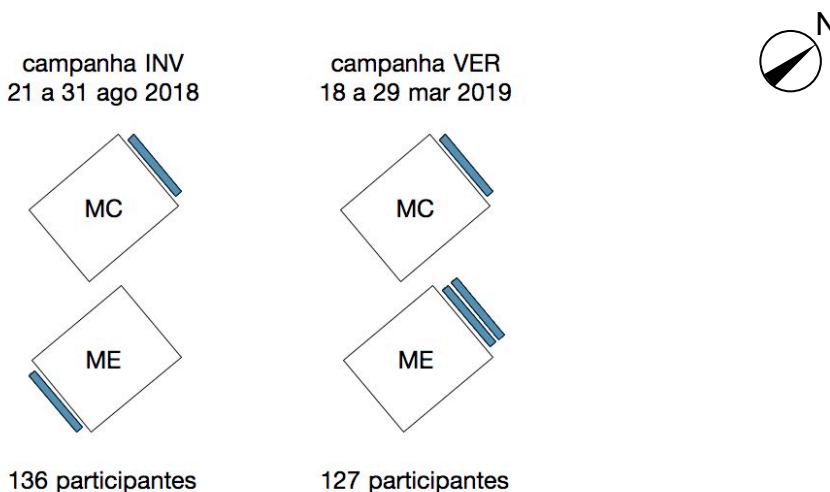 N
campanha INV
21 a 31 ago 2018
campanha VER
18 a 29 mar 2019
MC
MC
ME
ME
136 participantes
127 participantes